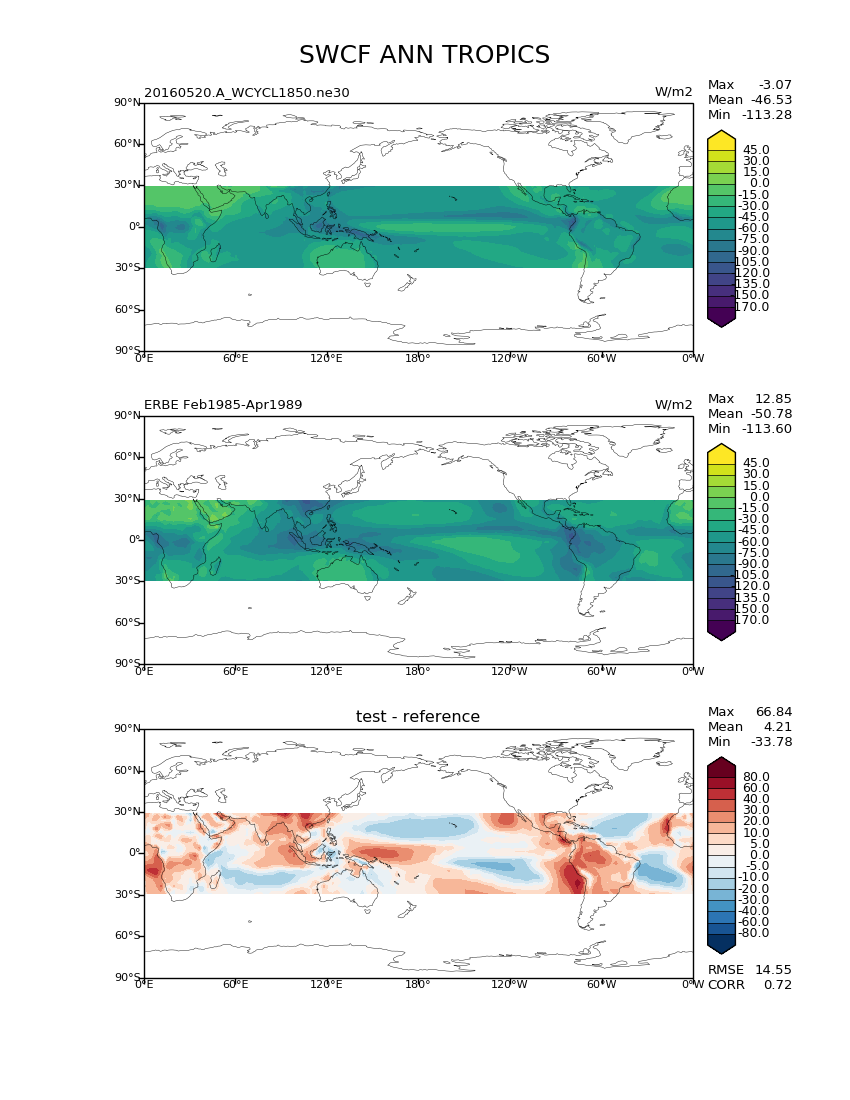 SWCF ANN TROPICS
20160520.A_WCYCL1850.ne30 W/m2
Max -3.07
Mean -46.53
Min -113.28
90°N
60°N
30°N
0°
30°S
60°S
90°S
0°E 60°E 120°E 180° 120°W 60°W 0°W
45.0
30.0
15.0
0.0
-15.0
-30.0
-45.0
-60.0
-75.0
-90.0
-105.0
-120.0
-135.0
-150.0
-170.0
ERBE Feb1985-Apr1989 W/m2
Max 12.85
Mean -50.78
Min -113.60
90°N
60°N
30°N
0°
30°S
60°S
90°S
0°E 60°E 120°E 180° 120°W 60°W 0°W
45.0
30.0
15.0
0.0
-15.0
-30.0
-45.0
-60.0
-75.0
-90.0
-105.0
-120.0
-135.0
-150.0
-170.0
test - reference
Max 66.84
Mean 4.21
Min -33.78
90°N
60°N
30°N
0°
30°S
60°S
90°S
0°E 60°E 120°E 180° 120°W 60°W 0°W
80.0
60.0
40.0
30.0
20.0
10.0
5.0
0.0
-5.0
-10.0
-20.0
-30.0
-40.0
-60.0
-80.0
RMSE 14.55
CORR 0.72